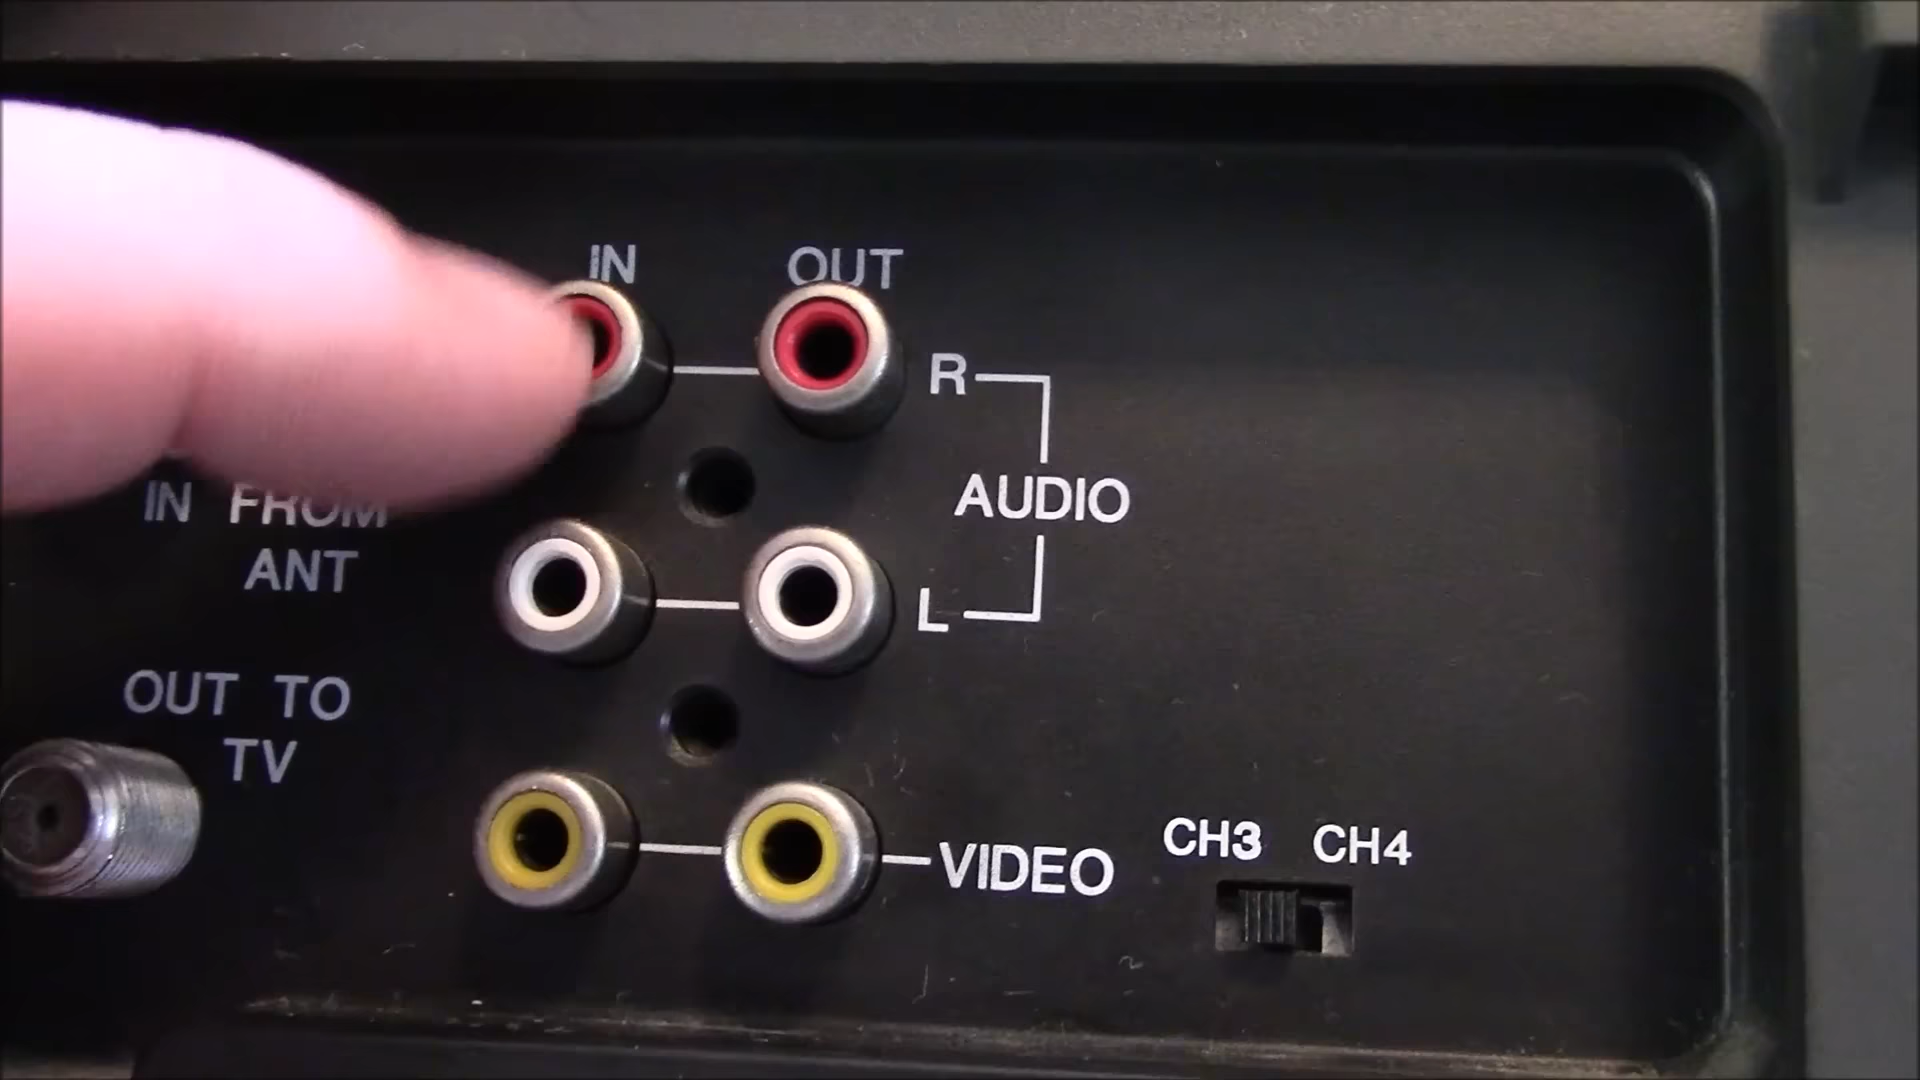 IN OUT
R
AUDIO
L
IN FROM
ANT
OUT TO
TV
VIDEO
CH3 CH4